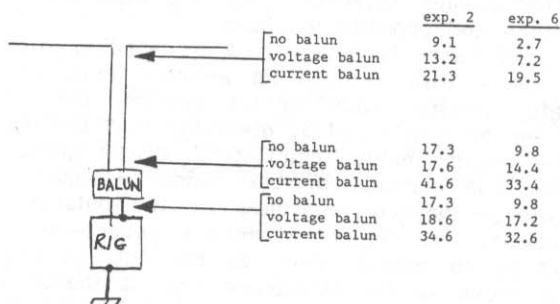 exp. 2 exp. 6
no balun 9.1 2.7
voltage balun 13.2 7.2
current balun 21.3 19.5
no balun 17.3 9.8
voltage balun 17.6 14.4
current balun 41.6 33.4
BALUN
no balun 17.3 9.8
voltage balun 18.6 17.2
current balun 34.6 32.6
RIG